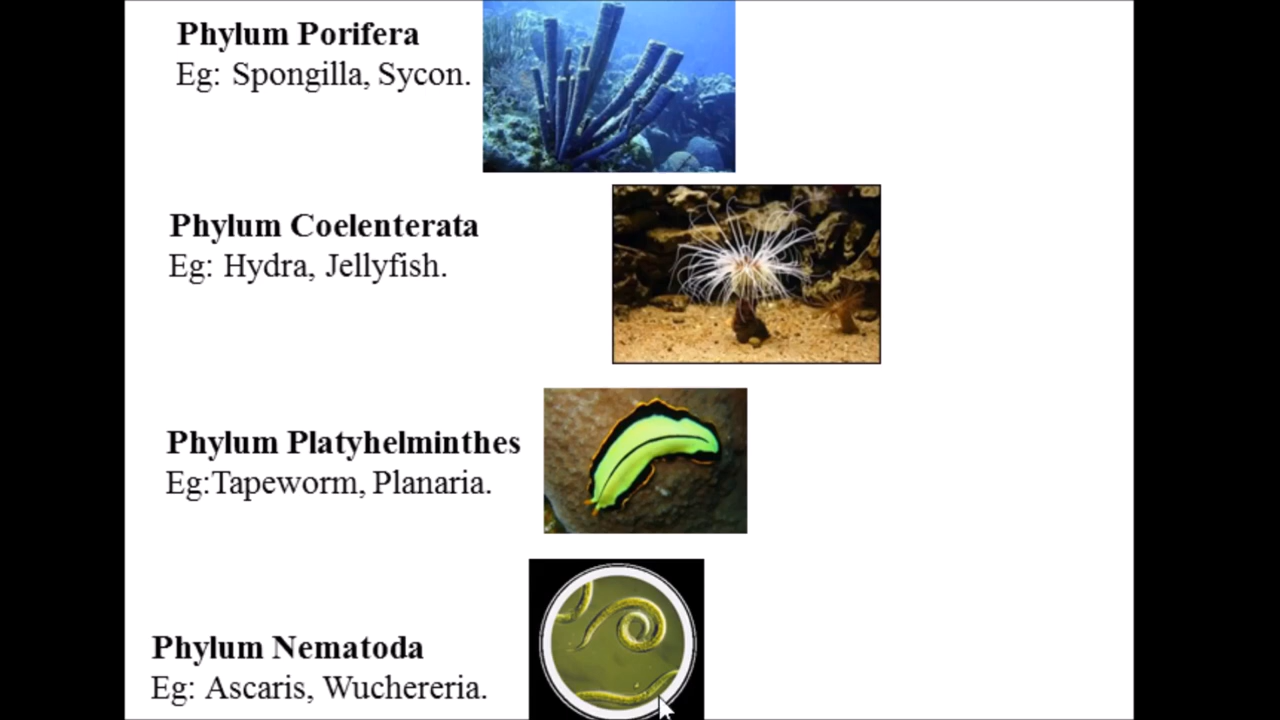 Phylum Porifera
Eg: Spongilla, Sycon.
Phylum Coelenterata
Eg: Hydra, Jellyfish.
Phylum Platyhelminthes
Eg:Tapeworm, Planaria.
Phylum Nematoda
Eg: Ascaris, Wuchereria.